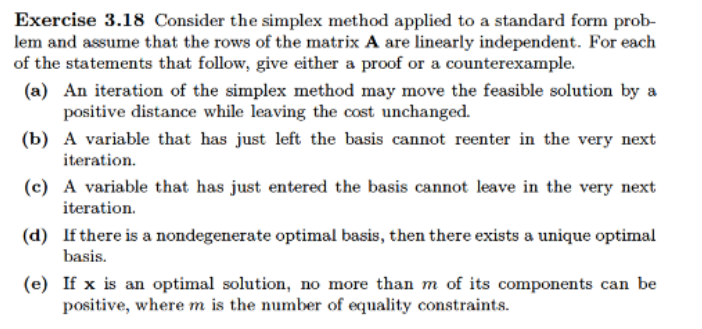 Exercise 3.18 Consider the simplex method applied to a standard form prob-
lem and assume that the rows of the matrix A are linearly independent. For each
of the statements that follow, give either a proof or a counterexample.
(a) An iteration of the simplex method may move the feasible solution by a
positive distance while leaving the cost unchanged.
(b) A variable that has just left the basis cannot reenter in the very next
iteration.
(c) A variable that has just entered the basis cannot leave in the very next
iteration.
(d) If there is a nondegenerate optimal basis, then there exists a unique optimal
basis.
(e) If x is an optimal solution, no more than m of its components can be
positive, where m is the number of equality constraints.